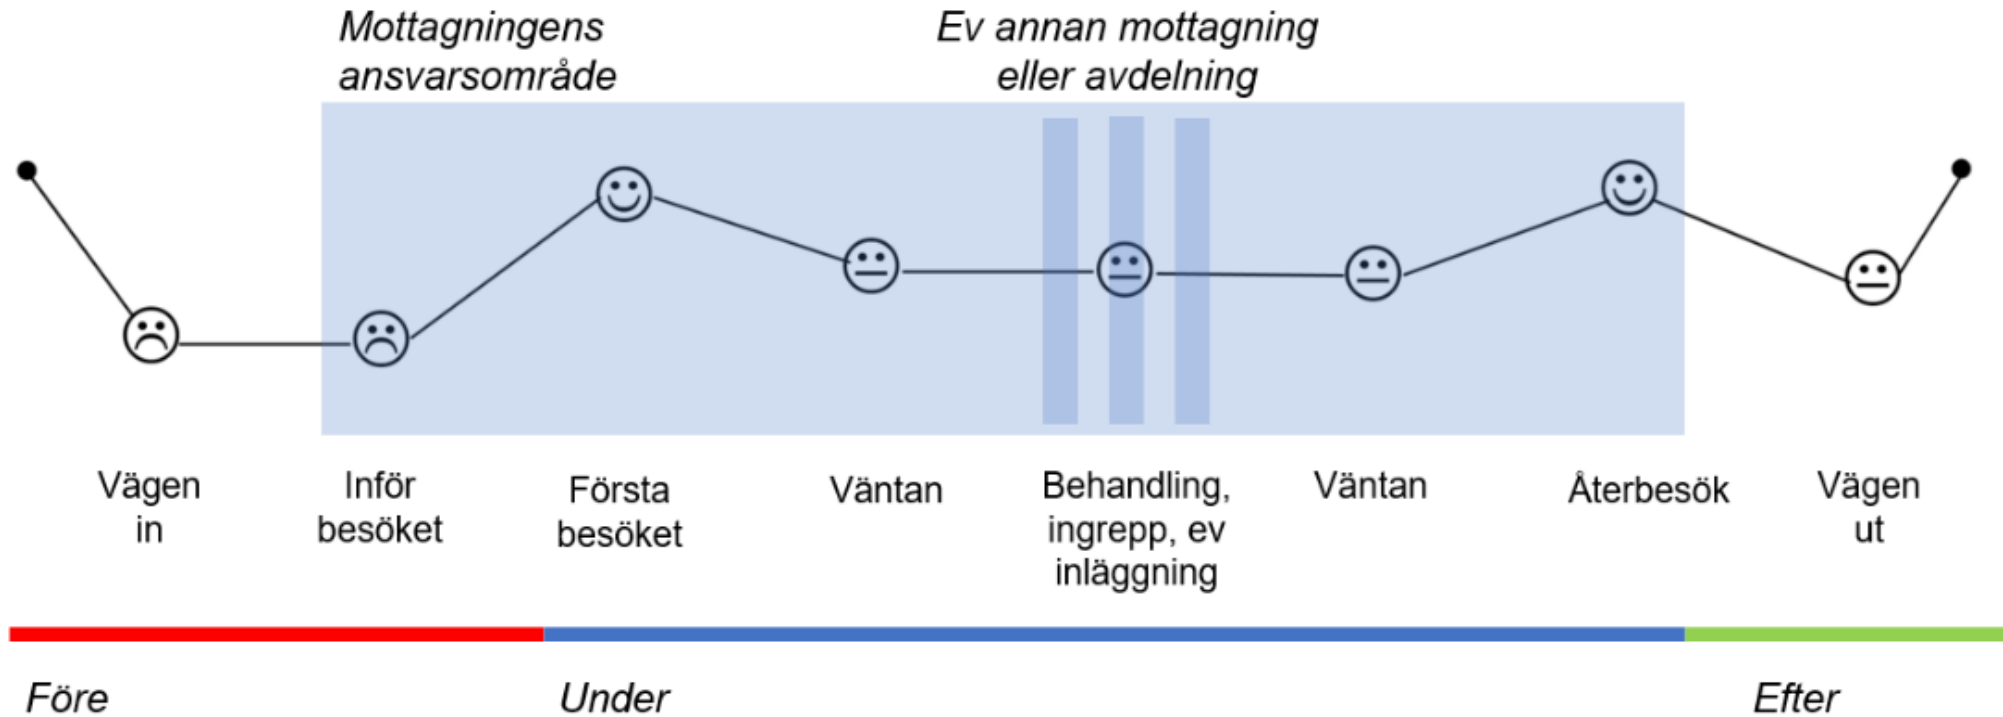 Mottagningens
ansvarsområde
Ev annan mottagning
eller avdelning
Vägen
in
Inför
besöket
Första
besöket
Väntan
Behandling,
ingrepp, ev
inläggning
Väntan
Återbesök
Vägen
ut
Före
Under
Efter